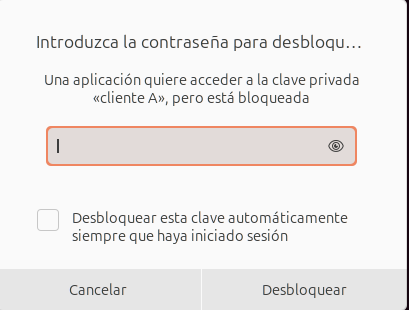 Introduzca la contraseña para desbloqu…
Una aplicación quiere acceder a la clave privada
«cliente A», pero está bloqueada
Desbloquear esta clave automáticamente
siempre que haya iniciado sesión
Cancelar
Desbloquear